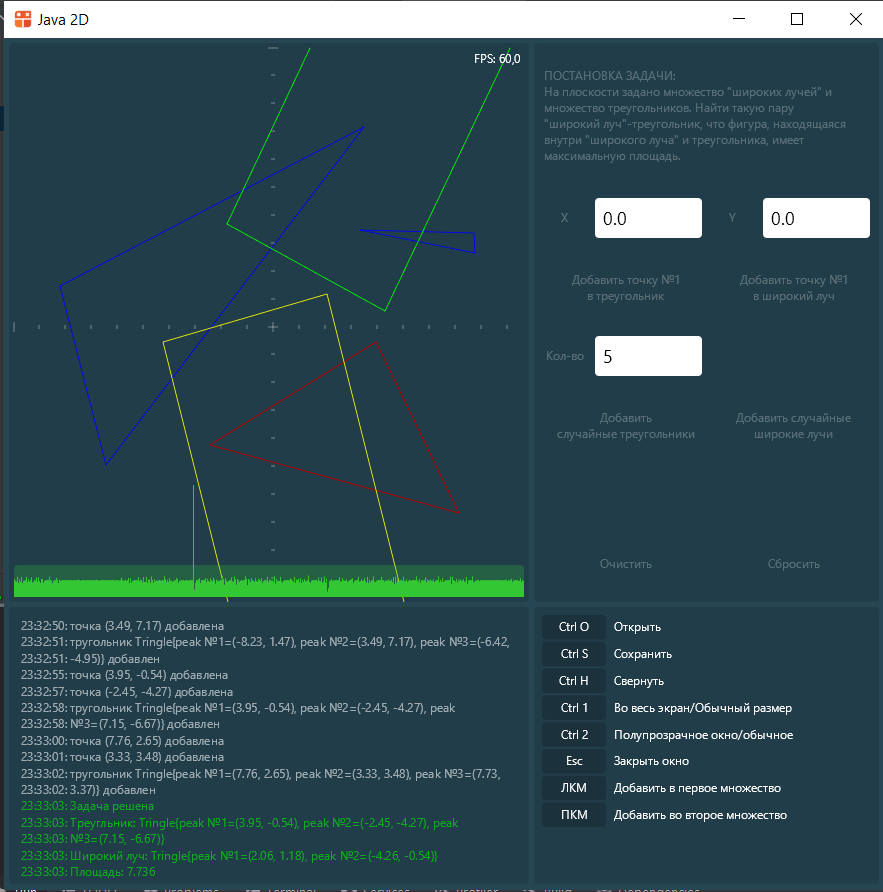 Java 2D
FPS: 60,0
ПОСТАНОВКА ЗАДАЧИ:
На плоскости задано множество "широких лучей" и
множество треугольников. Найти такую пару
"широкий луч"-треугольник, что фигура, находящаяся
внутри "широкого луча" и треугольника, имеет
максимальную площадь.
X 0.0 Y 0.0
Добавить точку №1
в треугольник
Добавить точку №1
в широкий луч
Кол-во 5
Добавить
случайные треугольники
Добавить случайные
широкие лучи
Очистить Сбросить
23:32:50: точка (3.49, 7.17) добавлена
23:32:51: тругольник Tringle{peak №1=(-8.23, 1.47), peak №2=(3.49, 7.17), peak №3=(-6.42,
23:32:51: -4.95)} добавлен
23:32:55: точка (3.95, -0.54) добавлена
23:32:57: точка (-2.45, -4.27) добавлена
23:32:58: тругольник Tringle{peak №1=(3.95, -0.54), peak №2=(-2.45, -4.27), peak
23:32:58: №3=(7.15, -6.67)} добавлен
23:33:00: точка (7.76, 2.65) добавлена
23:33:01: точка (3.33, 3.48) добавлена
23:33:02: тругольник Tringle{peak №1=(7.76, 2.65), peak №2=(3.33, 3.48), peak №3=(7.73,
23:33:02: 3.37)} добавлен
23:33:03: Задача решена
23:33:03: Треугльник: Tringle{peak №1=(3.95, -0.54), peak №2=(-2.45, -4.27), peak
23:33:03: №3=(7.15, -6.67)}
23:33:03: Широкий луч: Tringle{peak №1=(2.06, 1.18), peak №2=(-4.26, -0.54)}
23:33:03: Площадь: 7.736
Ctrl O Открыть
Ctrl S Сохранить
Ctrl H Свернуть
Ctrl 1 Во весь экран/Обычный размер
Ctrl 2 Полупрозрачное окно/обычное
Esc Закрыть окно
ЛКМ Добавить в первое множество
ПКМ Добавить во второе множество